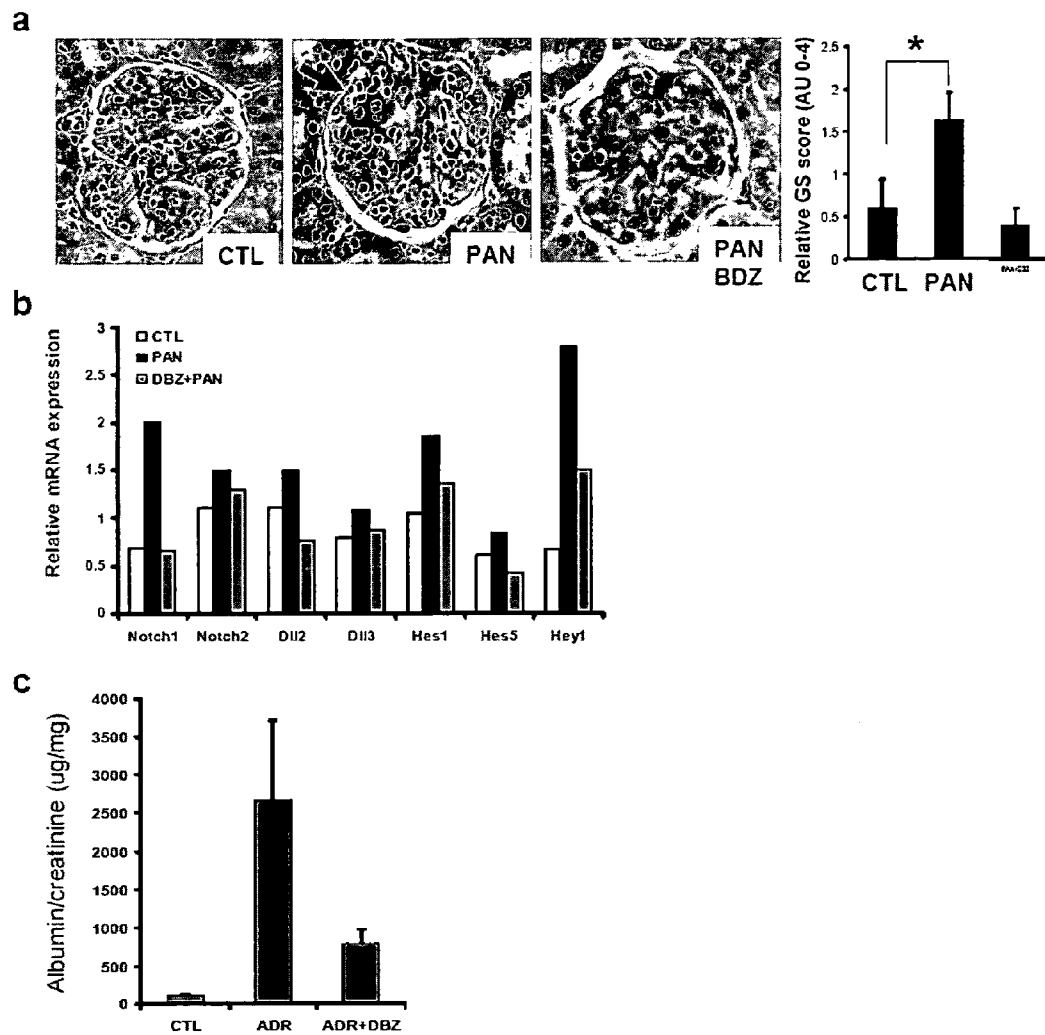 a
CTL
PAN
PAN
BDZ
Relative GS score (AU 0-4)
2.5
2
1.5
1
0.5
0
*
CTL
PAN
b
Relative mRNA expression
3
2.5
2
1.5
1
0.5
0
CTL
PAN
DBZ+PAN
Notch1
Notch2
Dll2
Dll3
Hes1
Hes5
Hey1
c
Albumin/creatinine (ug/mg)
4000
3500
3000
2500
2000
1500
1000
500
0
CTL
ADR
ADR+DBZ